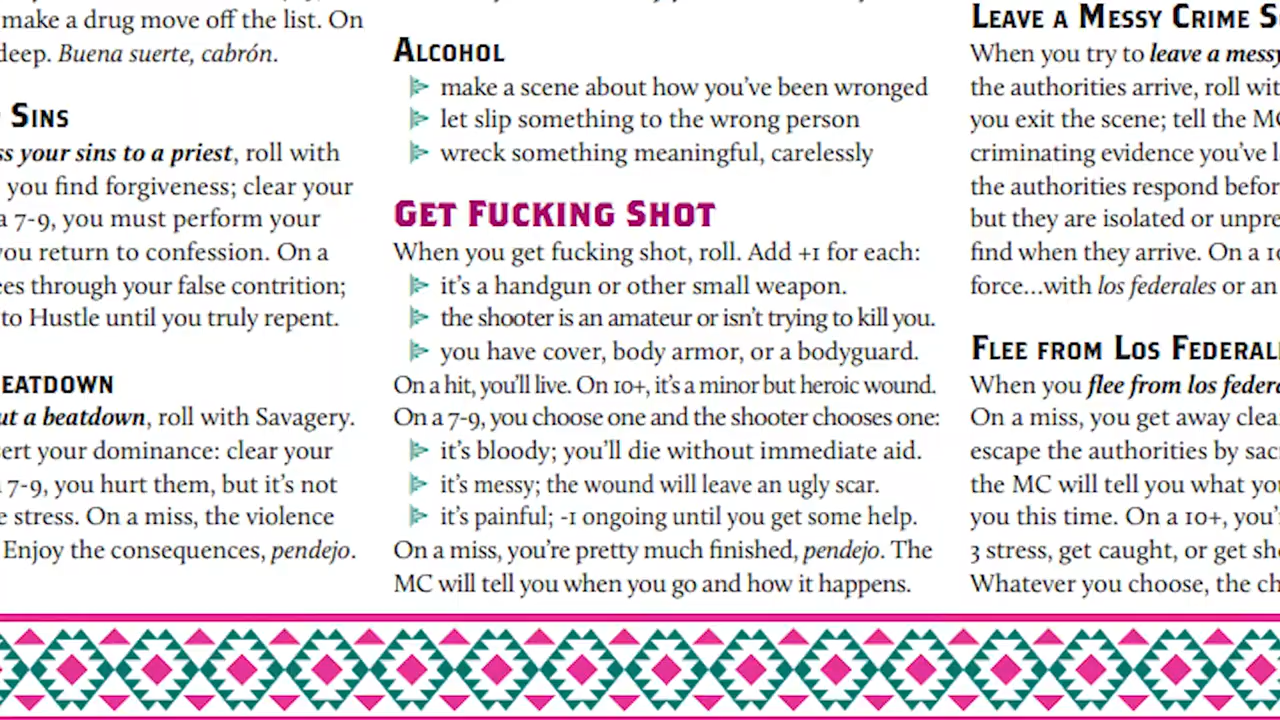 make a drug move off the list. On
deep. Buena suerte, cabrón.
Sins
ss your sins to a priest, roll with
you find forgiveness; clear your
a 7-9, you must perform your
you return to confession. On a
ees through your false contrition;
to Hustle until you truly repent.
eatdown
ut a beatdown, roll with Savagery.
ert your dominance: clear your
7-9, you hurt them, but it's not
e stress. On a miss, the violence
Enjoy the consequences, pendejo.
Alcohol
make a scene about how you've been wronged
let slip something to the wrong person
wreck something meaningful, carelessly
Get Fucking Shot
When you get fucking shot, roll. Add +1 for each:
it's a handgun or other small weapon.
the shooter is an amateur or isn't trying to kill you.
you have cover, body armor, or a bodyguard.
On a hit, you'll live. On 10+, it's a minor but heroic wound.
On a 7-9, you choose one and the shooter chooses one:
it's bloody; you'll die without immediate aid.
it's messy; the wound will leave an ugly scar.
it's painful; -1 ongoing until you get some help.
On a miss, you're pretty much finished, pendejo. The
MC will tell you when you go and how it happens.
Leave a Messy Crime S
When you try to leave a messy
the authorities arrive, roll wit
you exit the scene; tell the MC
criminating evidence you've l
the authorities respond befor
but they are isolated or unpre
find when they arrive. On a 10
force...with los federales or an
Flee from Los Federal
When you flee from los federa
On a miss, you get away clea
escape the authorities by sac
the MC will tell you what you
you this time. On a 10+, you'
3 stress, get caught, or get sh
Whatever you choose, the ch